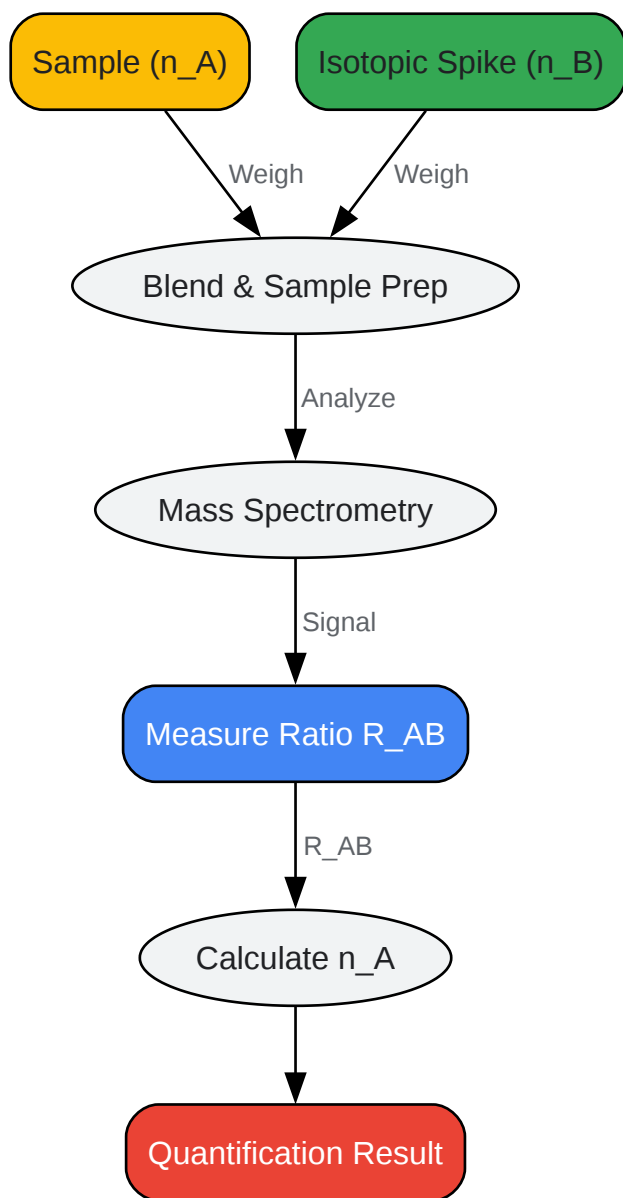 Sample (n_A)
Isotopic Spike (n_B)
Weigh
Weigh
Blend & Sample Prep
Analyze
Mass Spectrometry
Signal
Measure Ratio R_AB
R_AB
Calculate n_A
Quantification Result